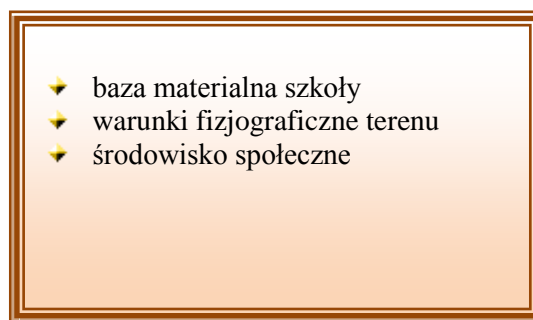 baza materialna szkoły
warunki fizjograficzne terenu
środowisko społeczne